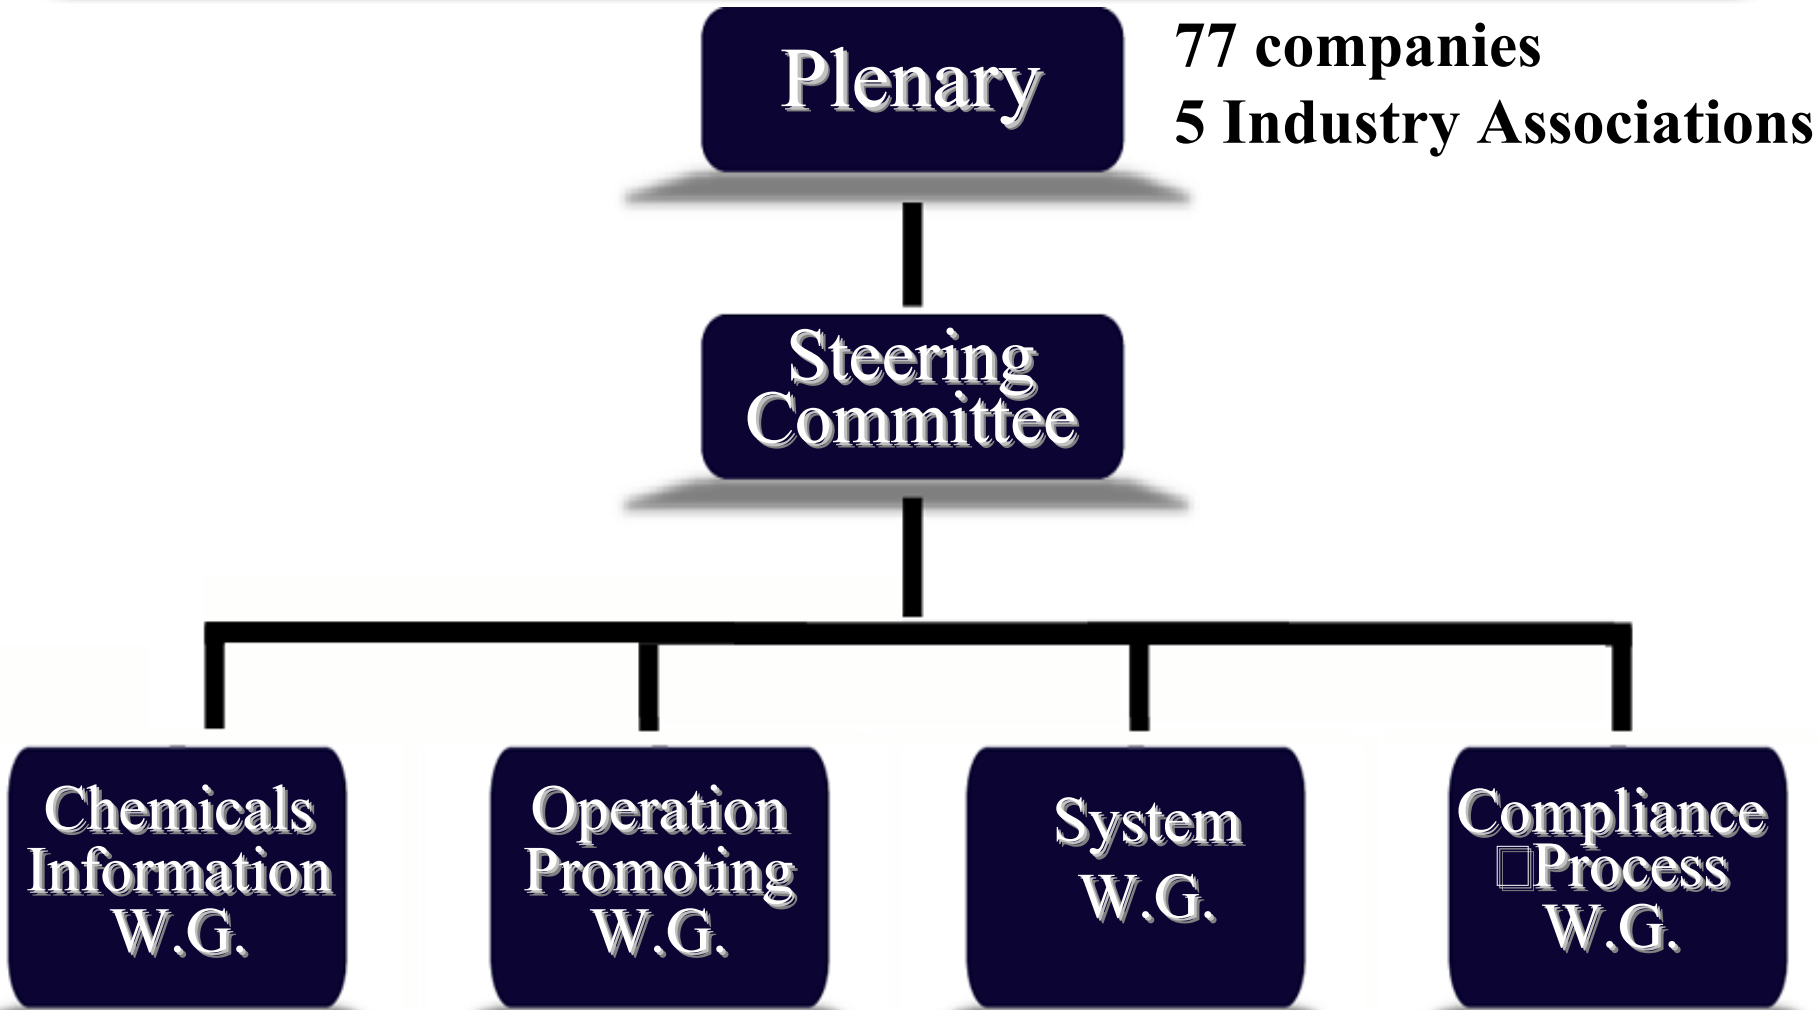 Plenary
77 companies
5 Industry Associations
Steering
Committee
Chemicals
Information
W.G.
Operation
Promoting
W.G.
System
W.G.
Compliance
□Process
W.G.